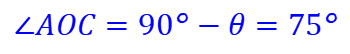 ∠AOC = 90° − θ = 75°